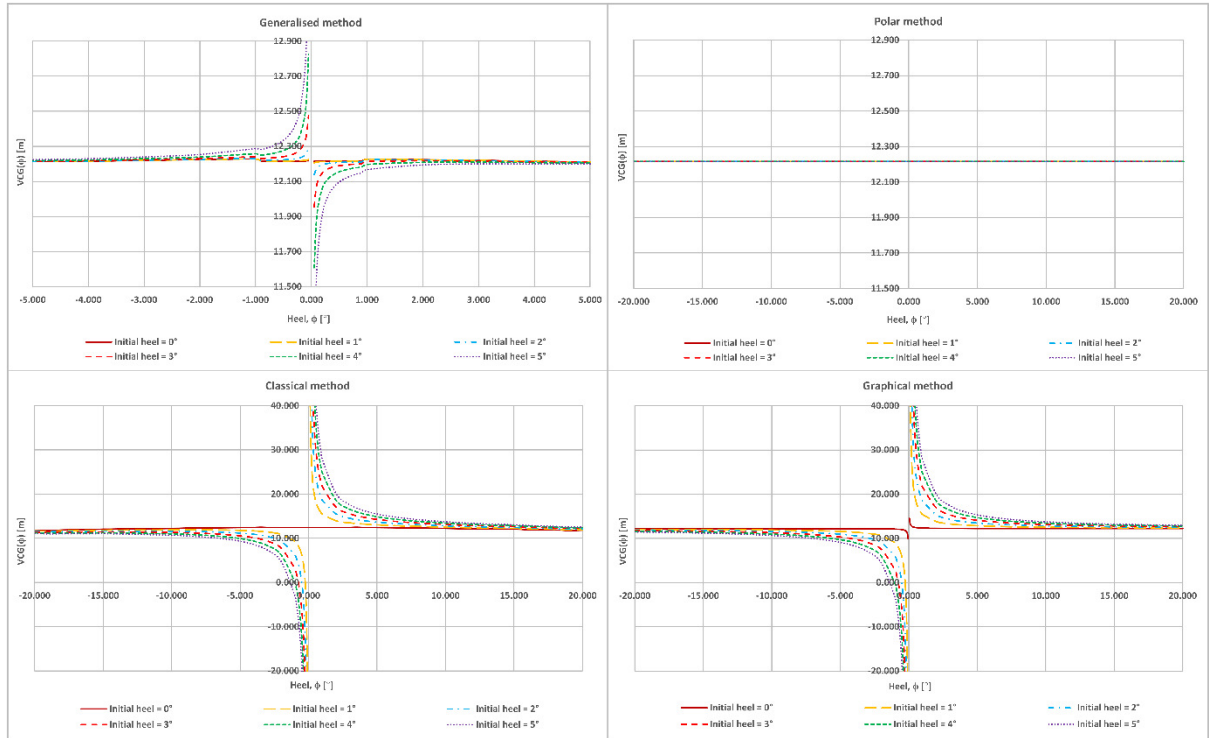 Generalised method
12.900
12.700
12.500
12.300
12.100
11.900
11.700
11.500
VCG(ϕ) [m]
-5.000 -4.000 -3.000 -2.000 -1.000 0.000 1.000 2.000 3.000 4.000 5.000
Heel, ϕ [°]
Initial heel = 0° Initial heel = 1° Initial heel = 2°
Initial heel = 3° Initial heel = 4° Initial heel = 5°
Polar method
12.900
12.700
12.500
12.300
12.100
11.900
11.700
11.500
VCG(ϕ) [m]
-20.000 -15.000 -10.000 -5.000 0.000 5.000 10.000 15.000 20.000
Heel, ϕ [°]
Initial heel = 0° Initial heel = 1° Initial heel = 2°
Initial heel = 3° Initial heel = 4° Initial heel = 5°
Classical method
40.000
30.000
20.000
10.000
0.000
-10.000
-20.000
VCG(ϕ) [m]
-20.000 -15.000 -10.000 -5.000 0.000 5.000 10.000 15.000 20.000
Heel, ϕ [°]
Initial heel = 0° Initial heel = 1° Initial heel = 2°
Initial heel = 3° Initial heel = 4° Initial heel = 5°
Graphical method
40.000
30.000
20.000
10.000
0.000
-10.000
-20.000
VCG(ϕ) [m]
-20.000 -15.000 -10.000 -5.000 0.000 5.000 10.000 15.000 20.000
Heel, ϕ [°]
Initial heel = 0° Initial heel = 1° Initial heel = 2°
Initial heel = 3° Initial heel = 4° Initial heel = 5°